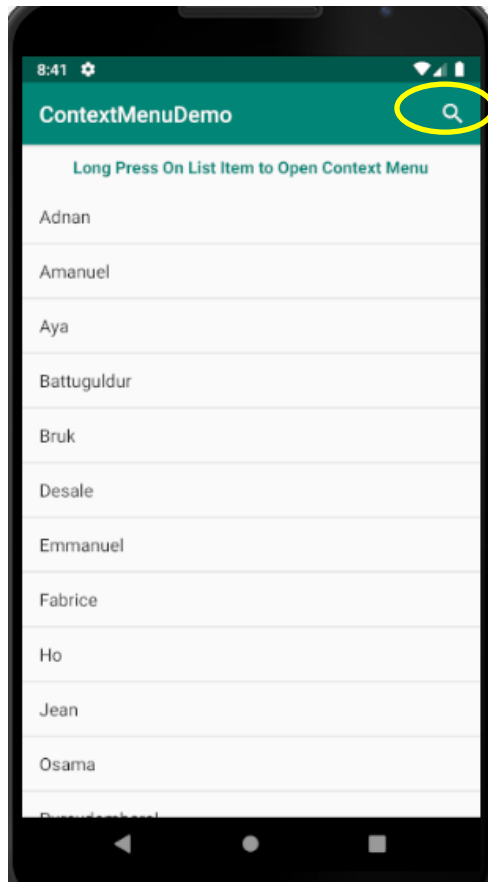 8:41
ContextMenuDemo
Long Press On List Item to Open Context Menu
Adnan
Amanuel
Aya
Battuguldur
Bruk
Desale
Emmanuel
Fabrice
Ho
Jean
Osama